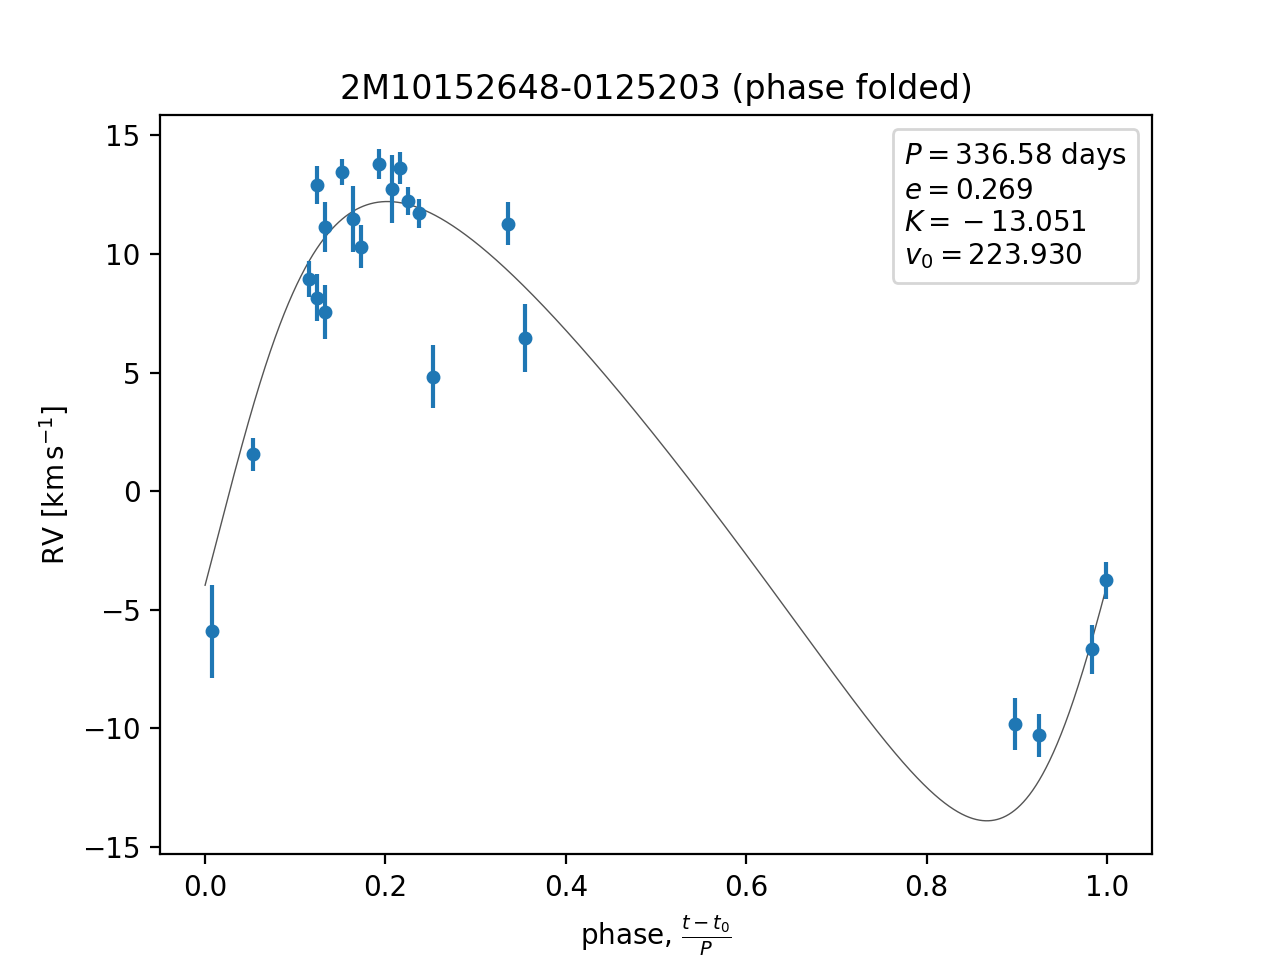 2M10152648-0125203 (phase folded)
P = 336.58 days
e = 0.269
K = −13.051
v₀ = 223.930
RV [km s⁻¹]
15
10
5
0
−5
−10
−15
0.0 0.2 0.4 0.6 0.8 1.0
phase, (t − t₀)/P